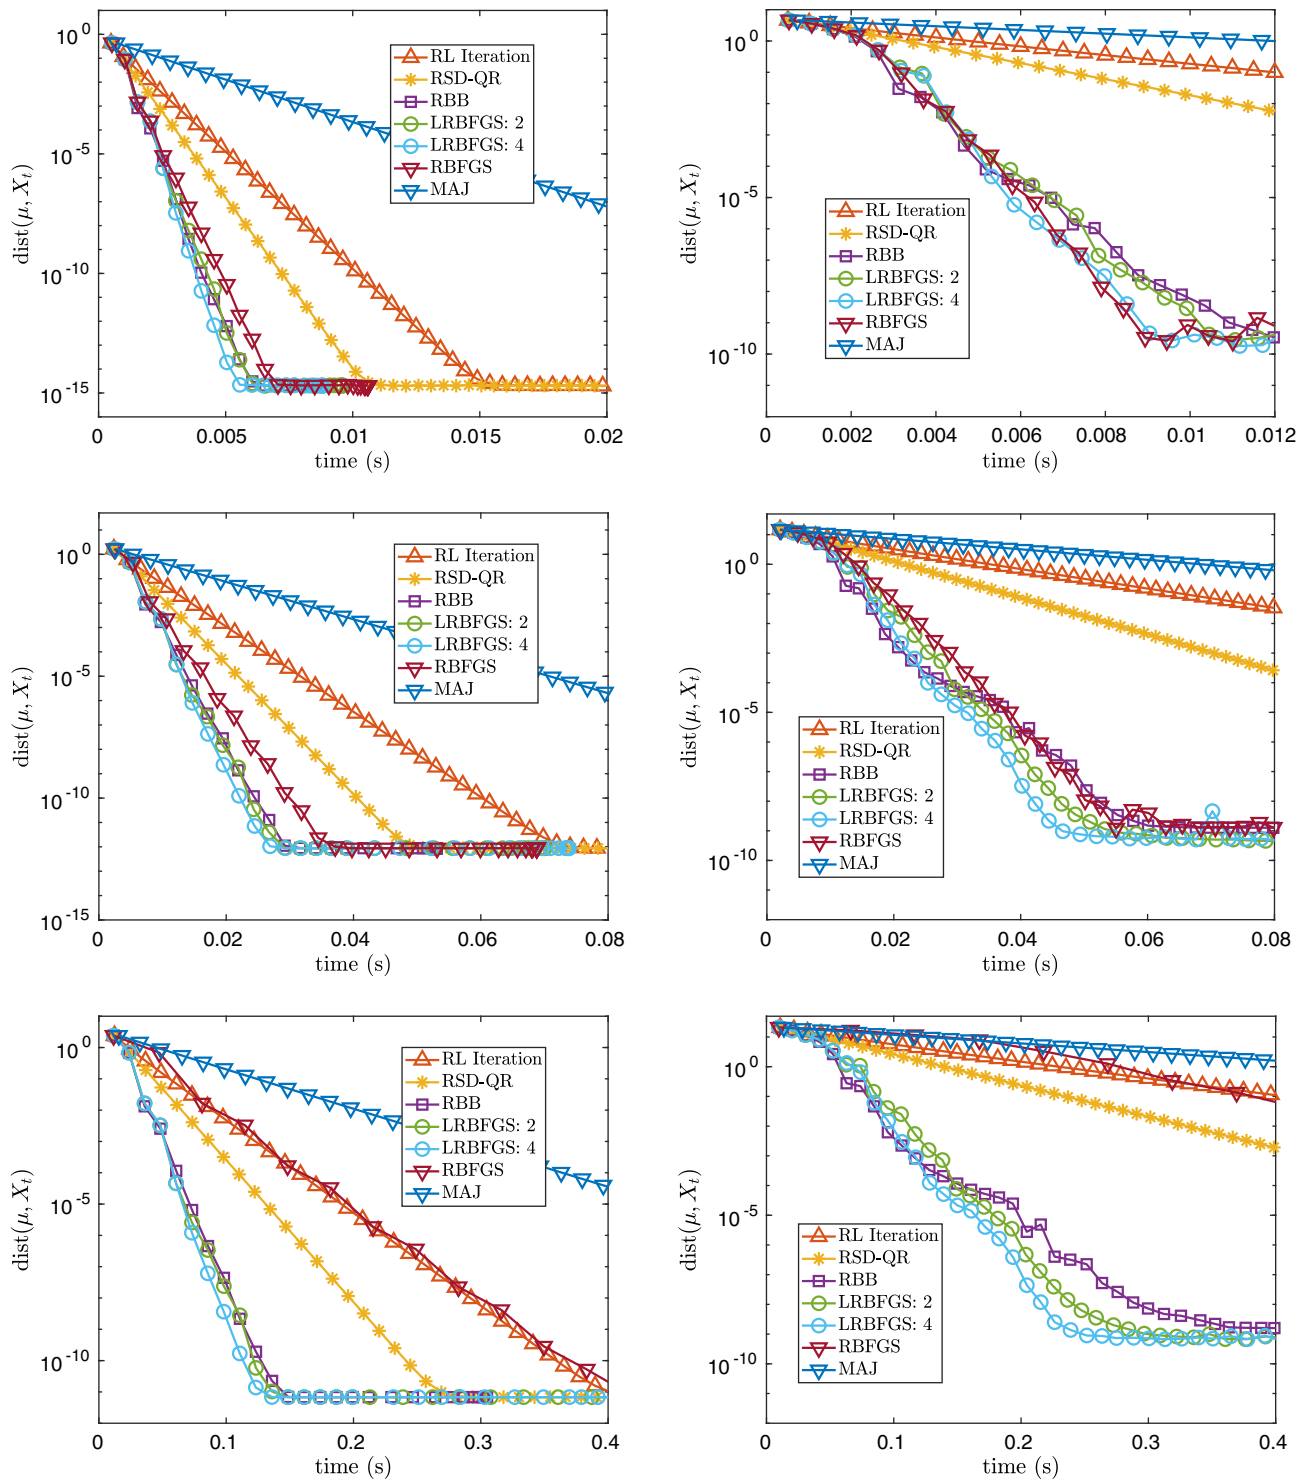 10^0
10^-5
10^-10
10^-15
dist(μ, X_t)
0 0.005 0.01 0.015 0.02
time (s)
RL Iteration
RSD-QR
RBB
LRBFGS: 2
LRBFGS: 4
RBFGS
MAJ
10^0
10^-5
10^-10
dist(μ, X_t)
0 0.002 0.004 0.006 0.008 0.01 0.012
time (s)
RL Iteration
RSD-QR
RBB
LRBFGS: 2
LRBFGS: 4
RBFGS
MAJ
10^0
10^-5
10^-10
10^-15
dist(μ, X_t)
0 0.02 0.04 0.06 0.08
time (s)
RL Iteration
RSD-QR
RBB
LRBFGS: 2
LRBFGS: 4
RBFGS
MAJ
10^0
10^-5
10^-10
dist(μ, X_t)
0 0.02 0.04 0.06 0.08
time (s)
RL Iteration
RSD-QR
RBB
LRBFGS: 2
LRBFGS: 4
RBFGS
MAJ
10^0
10^-5
10^-10
dist(μ, X_t)
0 0.1 0.2 0.3 0.4
time (s)
RL Iteration
RSD-QR
RBB
LRBFGS: 2
LRBFGS: 4
RBFGS
MAJ
10^0
10^-5
10^-10
dist(μ, X_t)
0 0.1 0.2 0.3 0.4
time (s)
RL Iteration
RSD-QR
RBB
LRBFGS: 2
LRBFGS: 4
RBFGS
MAJ